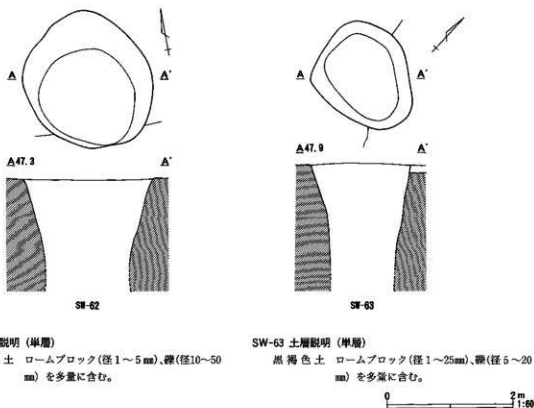 A A'
A A'
A47.3 A'
A47.9 A'
SW-62
SW-63
説明 (単層)
土 ロームブロック(径1～5㎜)、礫(径10～50
㎜) を多量に含む。
SW-63 土層説明 (単層)
黒褐色土 ロームブロック(径1～25㎜)、礫(径5～20
㎜) を多量に含む。
0 2m
1:60